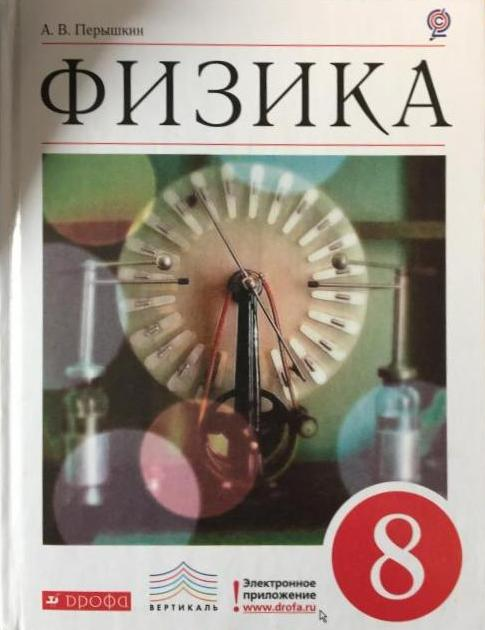 А. В. Перышкин
ФИЗИКА
8
ДРОФА
ВЕРТИКАЛЬ
! Электронное
приложение
www.drofa.ru